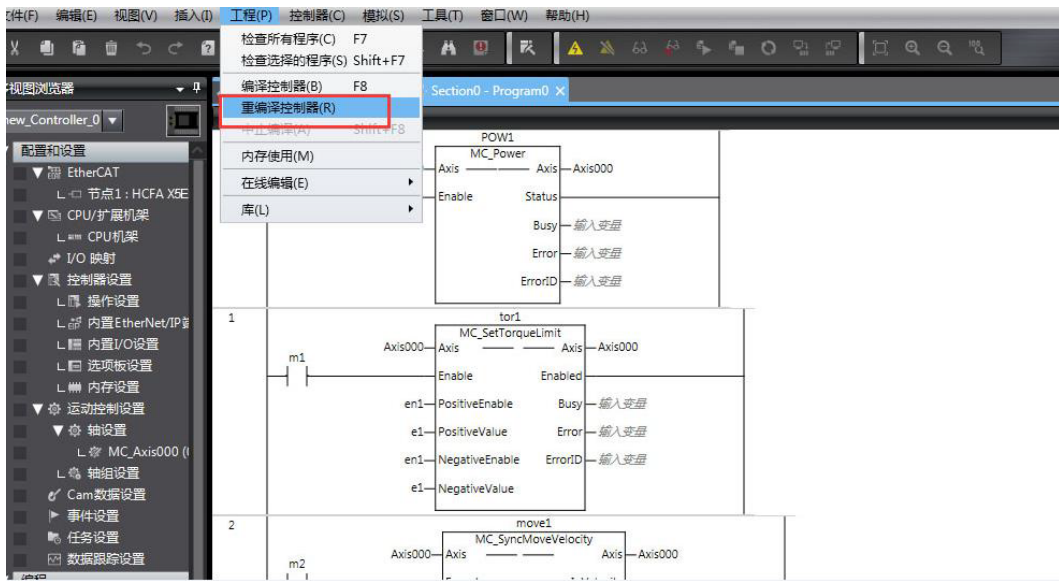 文件(F) 编辑(E) 视图(V) 插入(I) 工程(P) 控制器(C) 模拟(S) 工具(T) 窗口(W) 帮助(H)
检查所有程序(C) F7
检查选择的程序(S) Shift+F7
编译控制器(B) F8
重编译控制器(R)
中止编译(A) Shift+F8
内存使用(M)
在线编辑(E)
库(L)
视图浏览器
new_Controller_0
配置和设置
EtherCAT
节点1 : HCFA X5E
CPU/扩展机架
CPU机架
I/O 映射
控制器设置
操作设置
内置EtherNet/IP
内置I/O设置
选项板设置
内存设置
运动控制设置
轴设置
MC_Axis000 (
轴组设置
Cam数据设置
事件设置
任务设置
数据跟踪设置
编程
Section0 - Program0
POW1
MC_Power
Axis Axis Axis000
Enable Status
Busy 输入变量
Error 输入变量
ErrorID 输入变量
1
tor1
MC_SetTorqueLimit
Axis000 Axis Axis Axis000
m1
Enable Enabled
en1 PositiveEnable Busy 输入变量
e1 PositiveValue Error 输入变量
en1 NegativeEnable ErrorID 输入变量
e1 NegativeValue
2
move1
MC_SyncMoveVelocity
Axis000 Axis Axis Axis000
m2